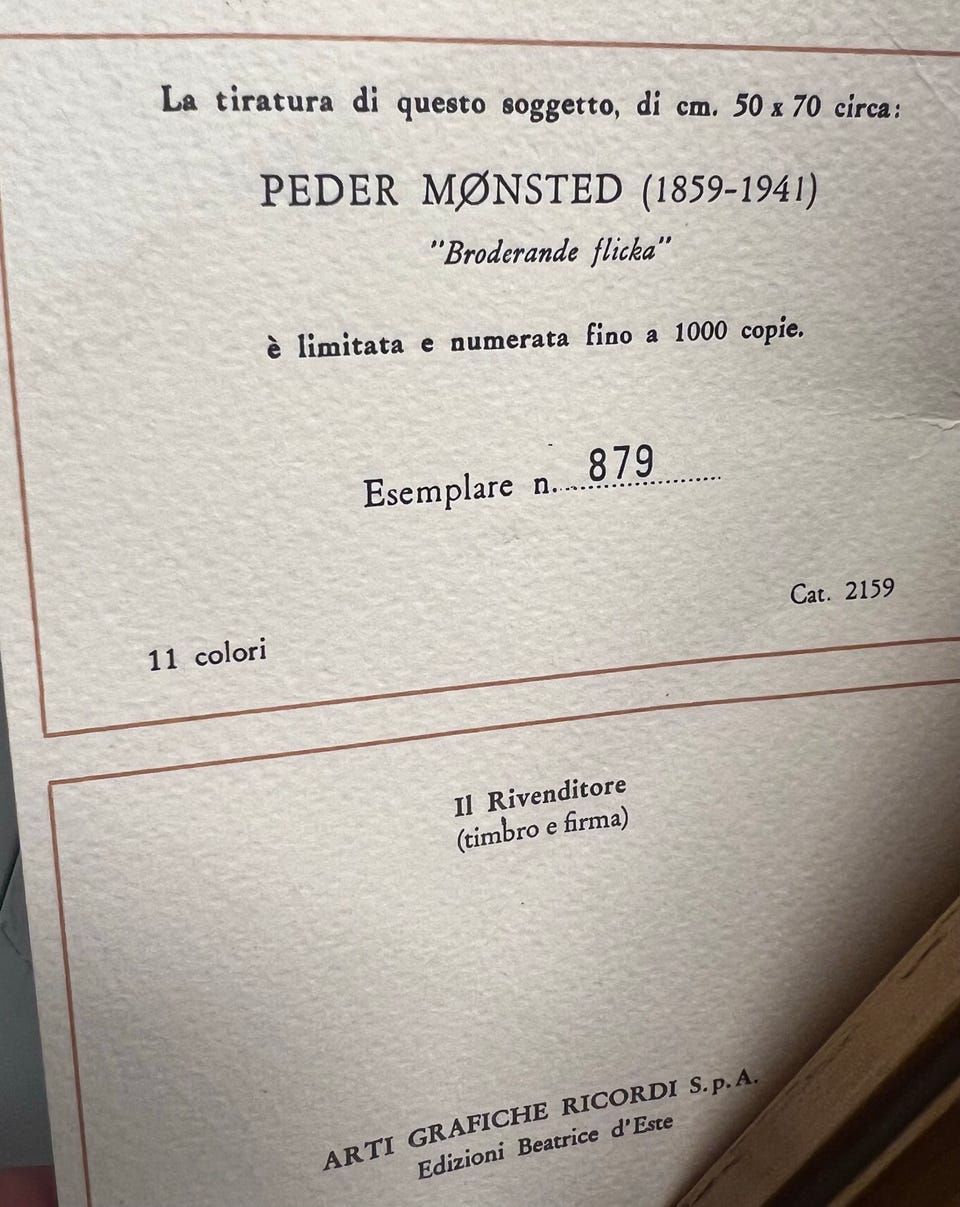 La tiratura di questo soggetto, di cm. 50 x 70 circa:
PEDER MØNSTED (1859-1941)
"Broderande flicka"
è limitata e numerata fino a 1000 copie.
Esemplare n. 879
Cat. 2159
11 colori
Il Rivenditore
(timbro e firma)
ARTI GRAFICHE RICORDI S.p.A.
Edizioni Beatrice d'Este